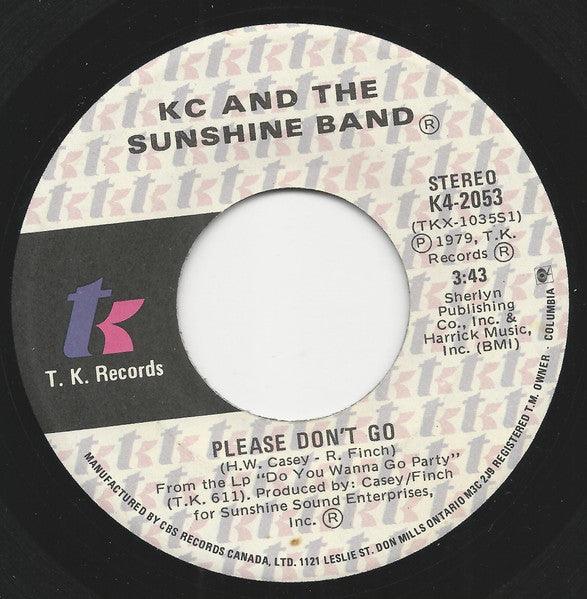 KC AND THE
SUNSHINE BAND®
STEREO
K4-2053
(TKX-1035S1)
Ⓟ 1979, T.K.
Records ®
3:43
Sherlyn
Publishing
Co., Inc. &
Harrick Music,
Inc. (BMI)
tk
T. K. Records
PLEASE DON'T GO
(H.W. Casey - R. Finch)
From the Lp "Do You Wanna Go Party"
(T.K. 611). Produced by: Casey/Finch
for Sunshine Sound Enterprises,
Inc. ®
MANUFACTURED BY CBS RECORDS CANADA, LTD. 1121 LESLIE ST. DON MILLS ONTARIO M3C 2J9 REGISTERED T.M. OWNER · COLUMBIA